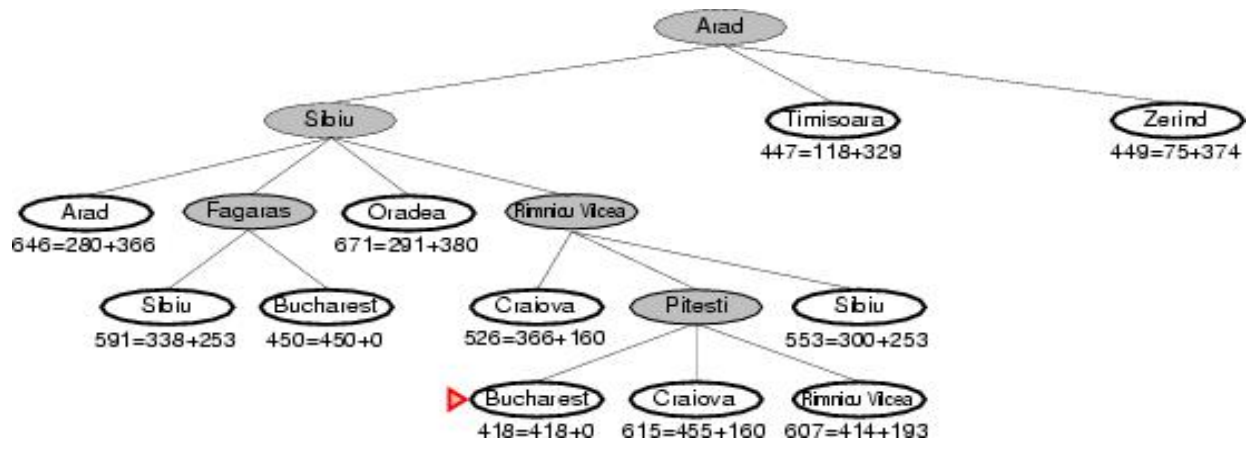 Arad
Sibiu Timisoara Zerind
447=118+329 449=75+374
Arad Fagaras Oradea Rimnicu Vilcea
646=280+366 671=291+380
Sibiu Bucharest Craiova Pitesti Sibiu
591=338+253 450=450+0 526=366+160 553=300+253
Bucharest Craiova Rimnicu Vilcea
418=418+0 615=455+160 607=414+193